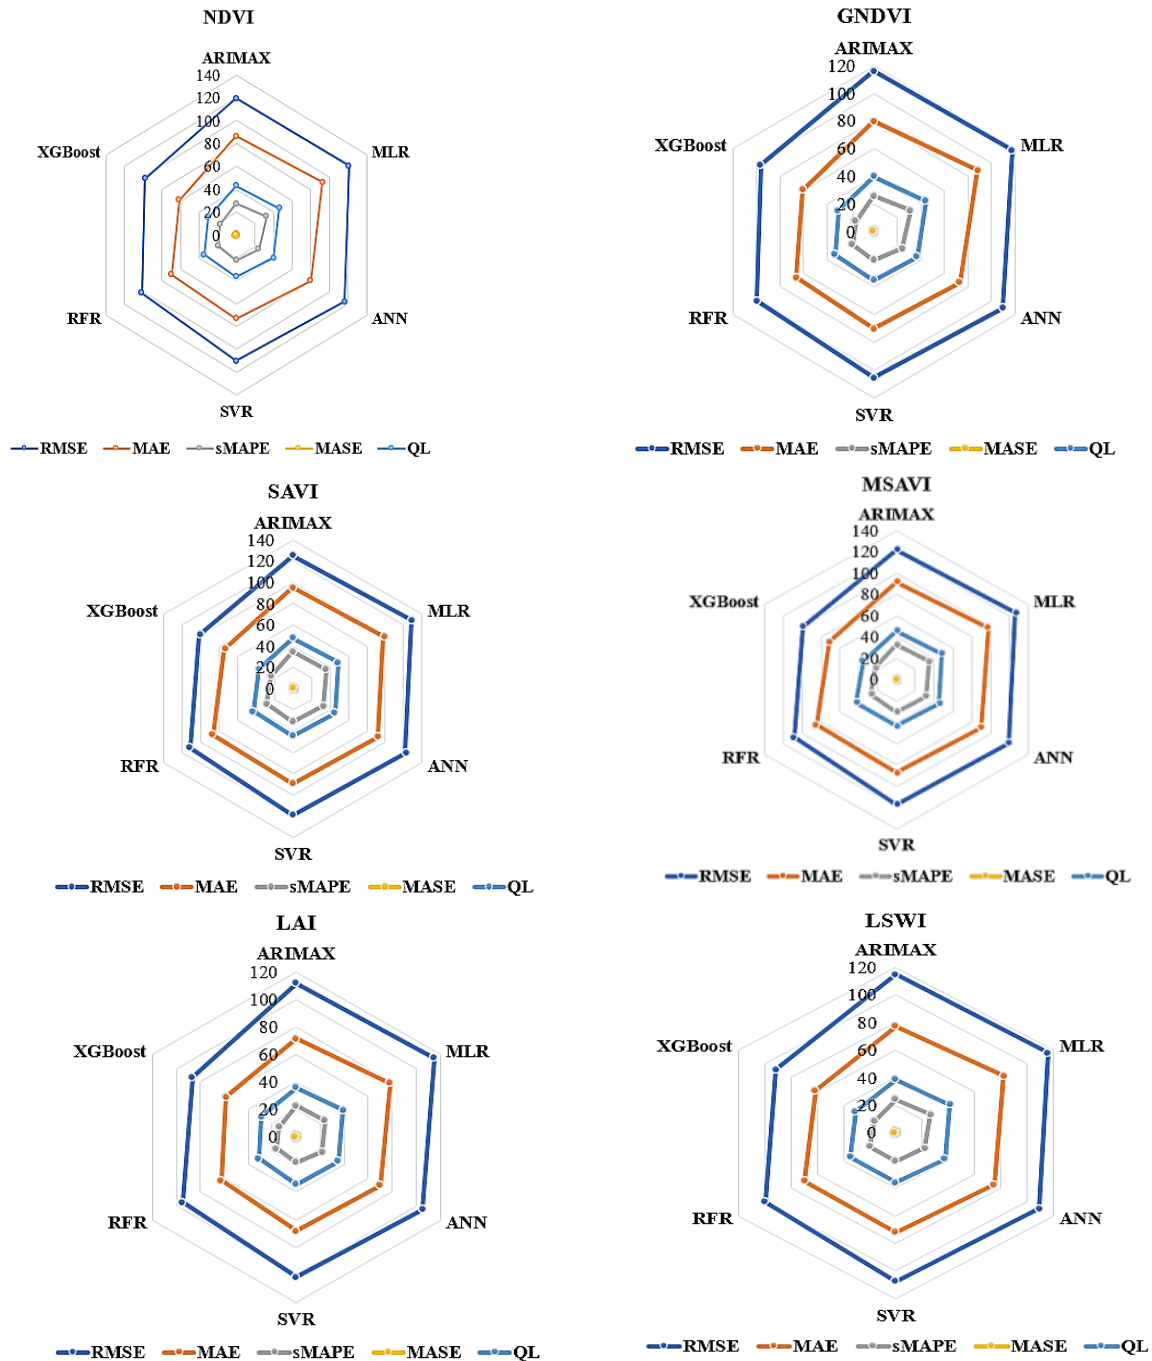 NDVI
ARIMAX
140
120
100
80
60
40
20
0
XGBoost
MLR
RFR
ANN
SVR
RMSE MAE sMAPE MASE QL
GNDVI
ARIMAX
120
100
80
60
40
20
0
XGBoost
MLR
RFR
ANN
SVR
RMSE MAE sMAPE MASE QL
SAVI
ARIMAX
140
120
100
80
60
40
20
0
XGBoost
MLR
RFR
ANN
SVR
RMSE MAE sMAPE MASE QL
MSAVI
ARIMAX
140
120
100
80
60
40
20
0
XGBoost
MLR
RFR
ANN
SVR
RMSE MAE sMAPE MASE QL
LAI
ARIMAX
120
100
80
60
40
20
0
XGBoost
MLR
RFR
ANN
SVR
RMSE MAE sMAPE MASE QL
LSWI
ARIMAX
120
100
80
60
40
20
0
XGBoost
MLR
RFR
ANN
SVR
RMSE MAE sMAPE MASE QL